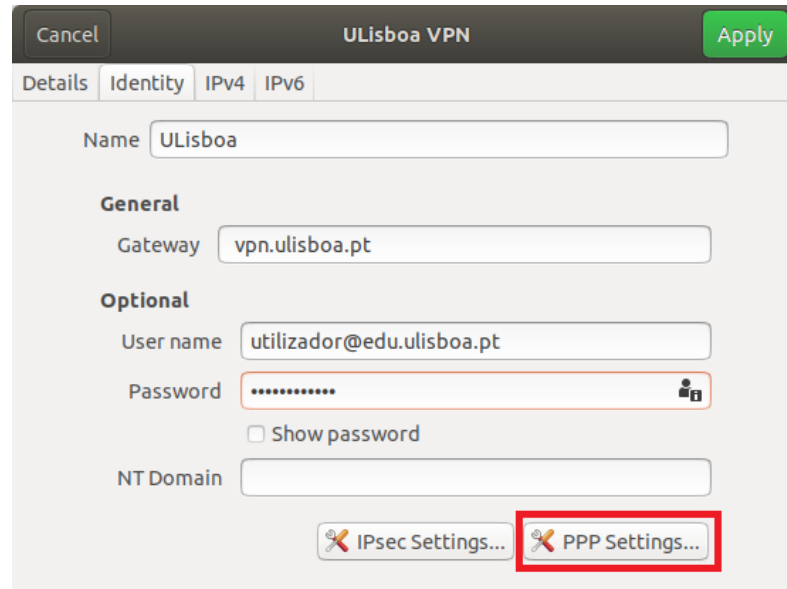 Cancel ULisboa VPN Apply
Details Identity IPv4 IPv6
Name ULisboa
General
Gateway vpn.ulisboa.pt
Optional
User name utilizador@edu.ulisboa.pt
Password ••••••••••••
Show password
NT Domain
IPsec Settings... PPP Settings...